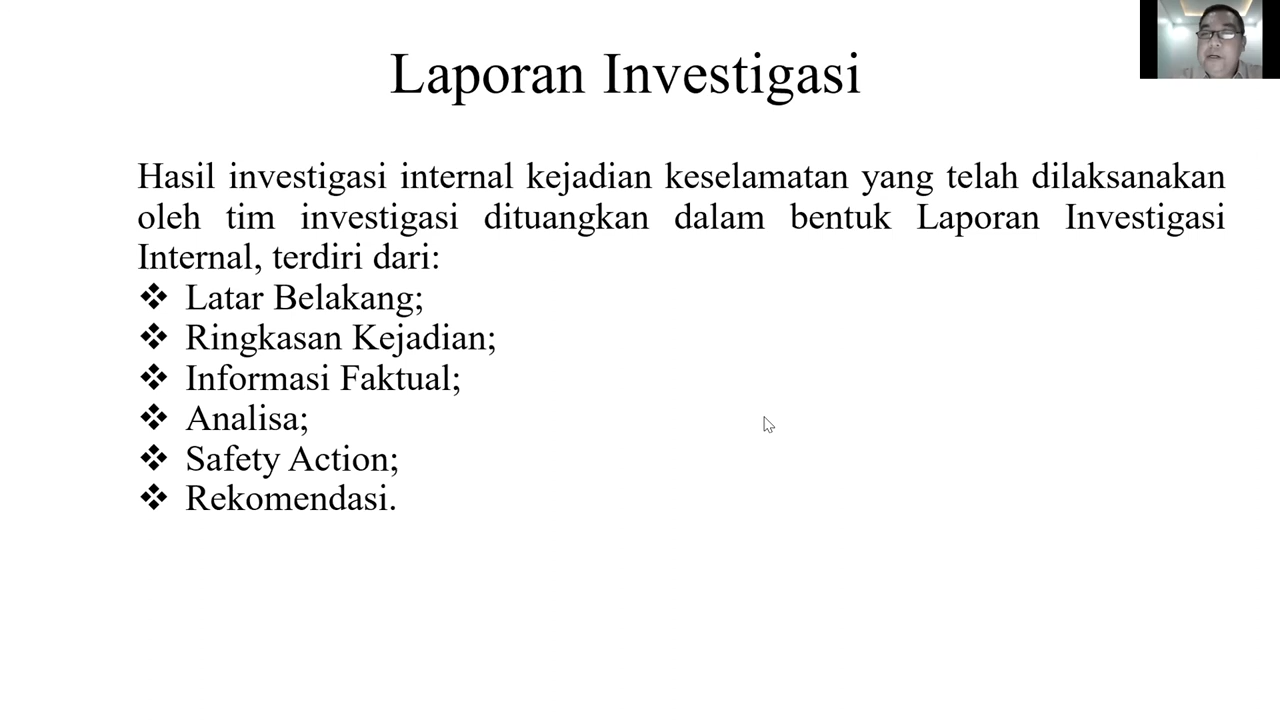 Laporan Investigasi
Hasil investigasi internal kejadian keselamatan yang telah dilaksanakan
oleh tim investigasi dituangkan dalam bentuk Laporan Investigasi
Internal, terdiri dari:
❖ Latar Belakang;
❖ Ringkasan Kejadian;
❖ Informasi Faktual;
❖ Analisa;
❖ Safety Action;
❖ Rekomendasi.